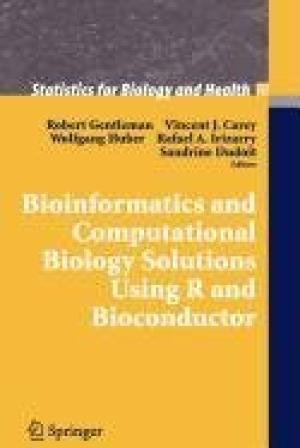 Statistics for Biology and Health
Robert Gentleman Vincent J. Carey
Wolfgang Huber Rafael A. Irizarry
Sandrine Dudoit
Editors
Bioinformatics and
Computational
Biology Solutions
Using R and
Bioconductor
Springer